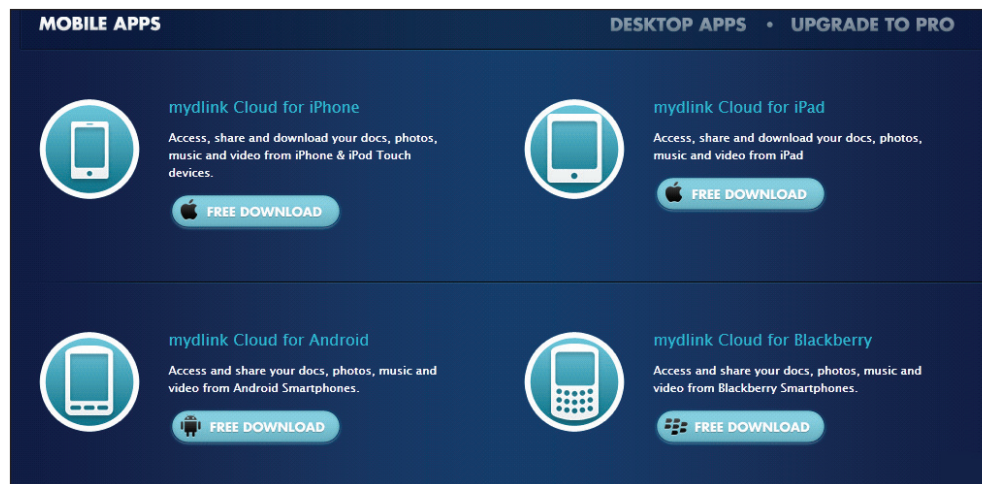 MOBILE APPS
DESKTOP APPS • UPGRADE TO PRO
mydlink Cloud for iPhone
Access, share and download your docs, photos,
music and video from iPhone & iPod Touch
devices.
FREE DOWNLOAD
mydlink Cloud for iPad
Access, share and download your docs, photos,
music and video from iPad
FREE DOWNLOAD
mydlink Cloud for Android
Access and share your docs, photos, music and
video from Android Smartphones.
FREE DOWNLOAD
mydlink Cloud for Blackberry
Access and share your docs, photos, music and
video from Blackberry Smartphones.
FREE DOWNLOAD